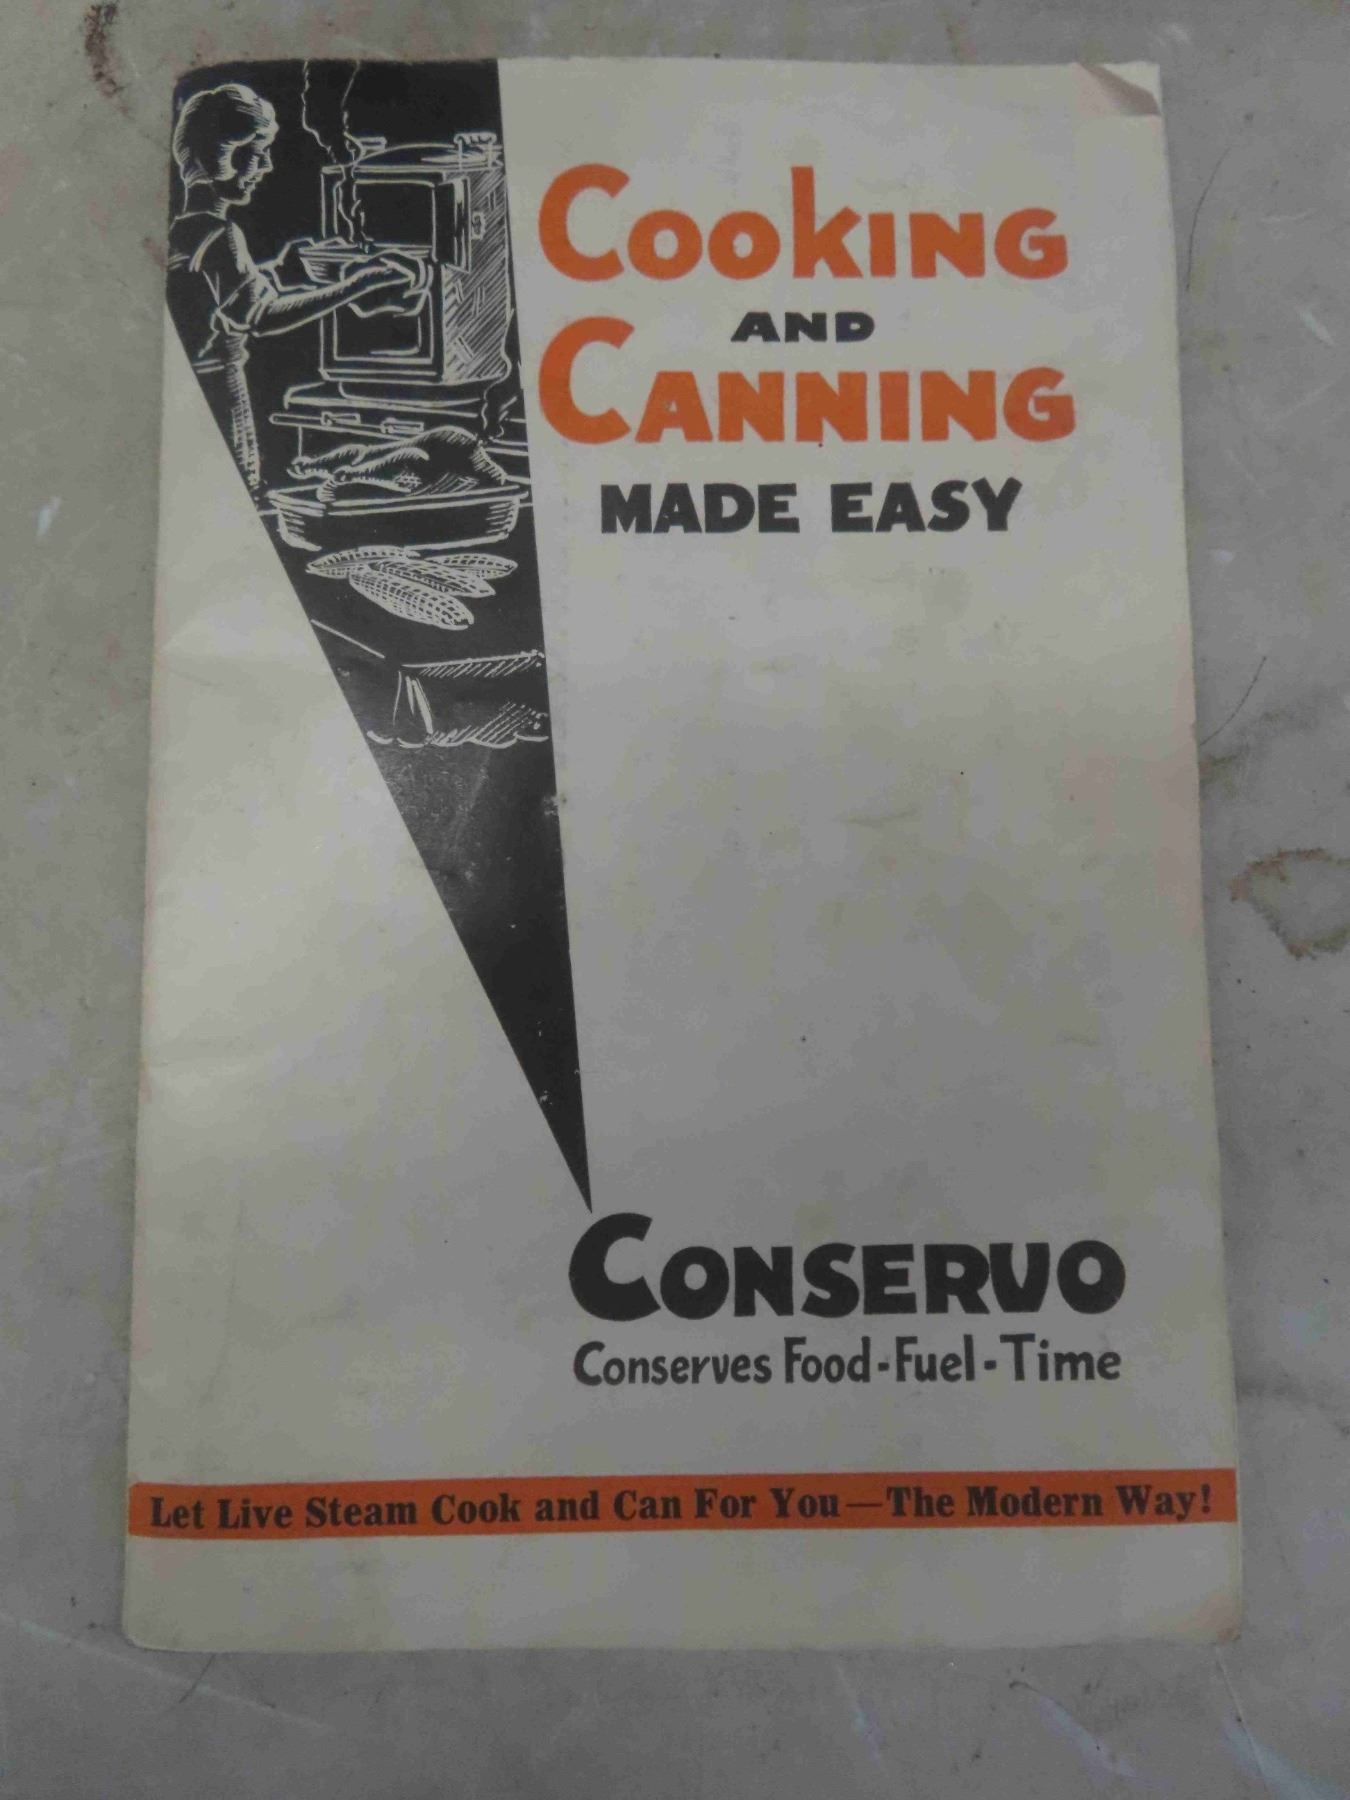 Cooking
AND
CANNING
MADE EASY
CONSERVO
Conserves Food-Fuel-Time
Let Live Steam Cook and Can For You—The Modern Way!